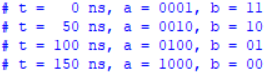 # t =   0 ns, a = 0001, b = 11
# t =  50 ns, a = 0010, b = 10
# t = 100 ns, a = 0100, b = 01
# t = 150 ns, a = 1000, b = 00